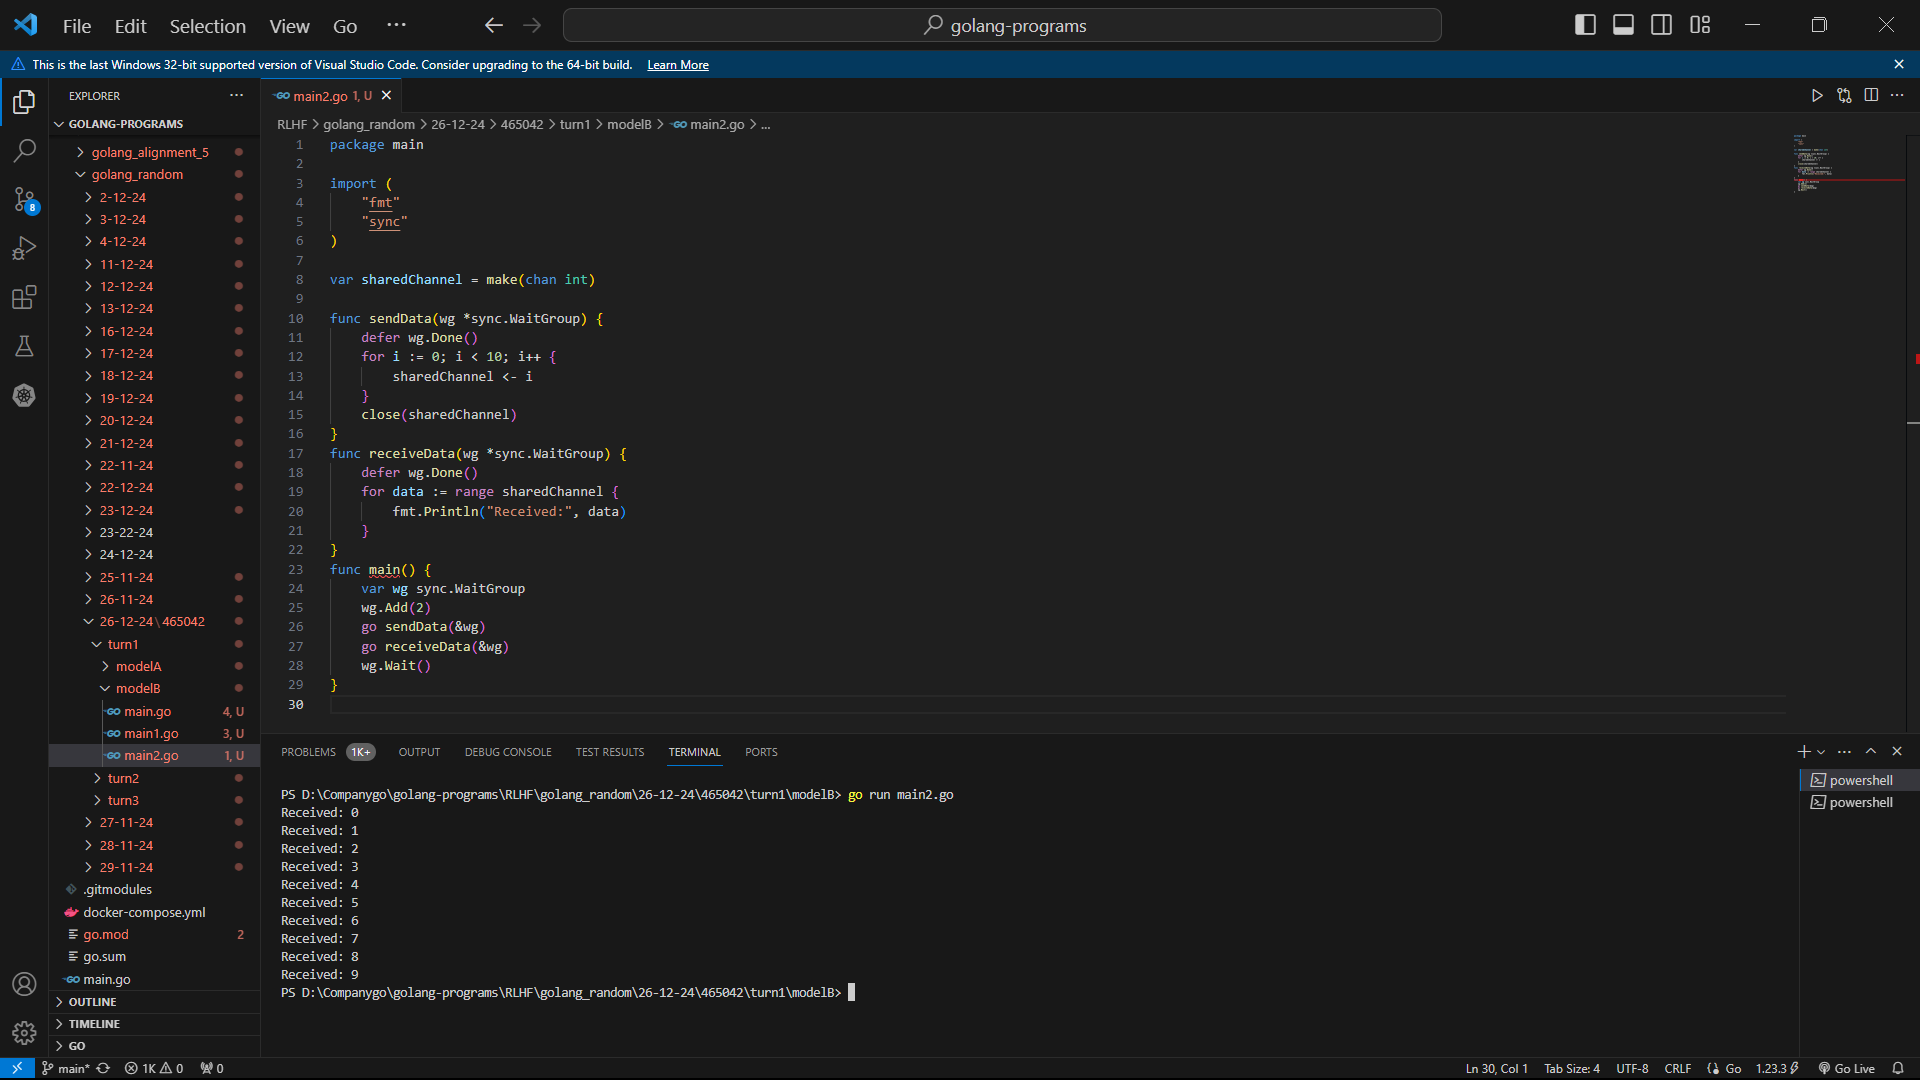 File Edit Selection View Go ··· golang-programs
This is the last Windows 32-bit supported version of Visual Studio Code. Consider upgrading to the 64-bit build. Learn More
EXPLORER
GOLANG-PROGRAMS
golang_alignment_5
golang_random
2-12-24
3-12-24
4-12-24
11-12-24
12-12-24
13-12-24
16-12-24
17-12-24
18-12-24
19-12-24
20-12-24
21-12-24
22-11-24
22-12-24
23-12-24
23-22-24
24-12-24
25-11-24
26-11-24
26-12-24\465042
turn1
modelA
modelB
main.go 4, U
main1.go 3, U
main2.go 1, U
turn2
turn3
27-11-24
28-11-24
29-11-24
.gitmodules
docker-compose.yml
go.mod 2
go.sum
main.go
OUTLINE
TIMELINE
GO
8
main2.go 1, U
RLHF > golang_random > 26-12-24 > 465042 > turn1 > modelB > main2.go > ...
1 package main
2
3 import (
4 "fmt"
5 "sync"
6 )
7
8 var sharedChannel = make(chan int)
9
10 func sendData(wg *sync.WaitGroup) {
11 defer wg.Done()
12 for i := 0; i < 10; i++ {
13 sharedChannel <- i
14 }
15 close(sharedChannel)
16 }
17 func receiveData(wg *sync.WaitGroup) {
18 defer wg.Done()
19 for data := range sharedChannel {
20 fmt.Println("Received:", data)
21 }
22 }
23 func main() {
24 var wg sync.WaitGroup
25 wg.Add(2)
26 go sendData(&wg)
27 go receiveData(&wg)
28 wg.Wait()
29 }
30
PROBLEMS 1K+ OUTPUT DEBUG CONSOLE TEST RESULTS TERMINAL PORTS
PS D:\Companygo\golang-programs\RLHF\golang_random\26-12-24\465042\turn1\modelB> go run main2.go
Received: 0
Received: 1
Received: 2
Received: 3
Received: 4
Received: 5
Received: 6
Received: 7
Received: 8
Received: 9
PS D:\Companygo\golang-programs\RLHF\golang_random\26-12-24\465042\turn1\modelB>
powershell
powershell
main* 1K 0 0 Ln 30, Col 1 Tab Size: 4 UTF-8 CRLF Go 1.23.3 Go Live